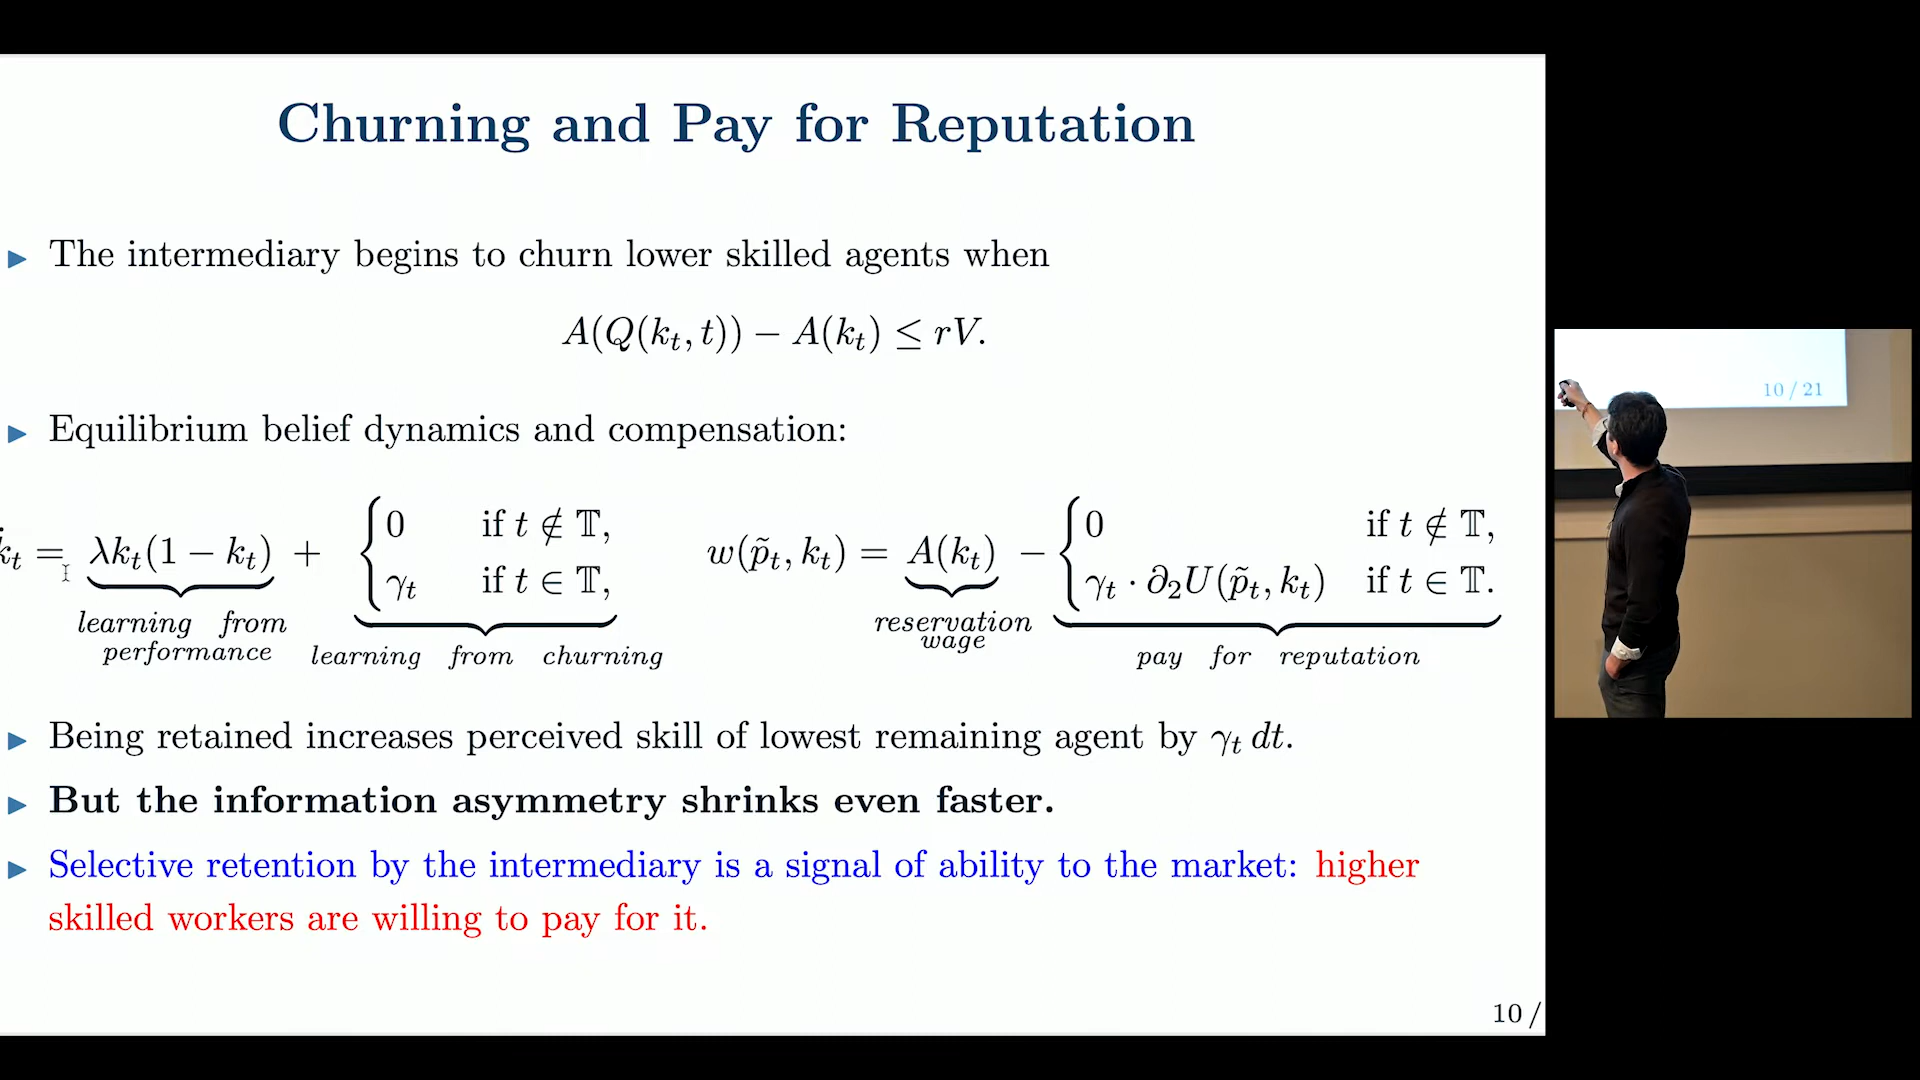 Churning and Pay for Reputation
▶ The intermediary begins to churn lower skilled agents when
A(Q(k_t, t)) − A(k_t) ≤ rV.
▶ Equilibrium belief dynamics and compensation:
k̇_t = λk_t(1 − k_t) + { 0 if t ∉ 𝕋, γ_t if t ∈ 𝕋, w(p̃_t, k_t) = A(k_t) − { 0 if t ∉ 𝕋, γ_t · ∂₂U(p̃_t, k_t) if t ∈ 𝕋.
learning from performance learning from churning reservation wage pay for reputation
▶ Being retained increases perceived skill of lowest remaining agent by γ_t dt.
▶ But the information asymmetry shrinks even faster.
▶ Selective retention by the intermediary is a signal of ability to the market: higher
skilled workers are willing to pay for it.
10 /
10 / 21